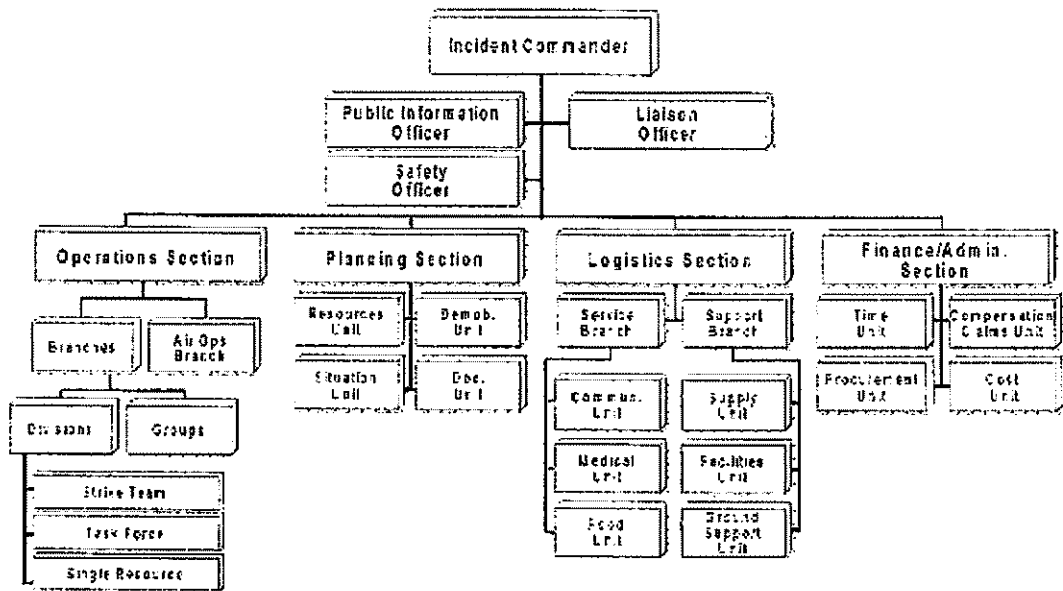 Incident Commander
Public Information
Officer
Liaison
Officer
Safety
Officer
Operations Section
Planning Section
Logistics Section
Finance/Admin.
Section
Branches
Air Ops
Branch
Resources
Unit
Demob.
Unit
Service
Branch
Support
Branch
Time
Unit
Compensation
Claims Unit
Situation
Unit
Doc.
Unit
Procurement
Unit
Cost
Unit
Divisions
Groups
Commun.
Unit
Supply
Unit
Medical
Unit
Facilities
Unit
Strike Team
Task Force
Single Resource
Food
Unit
Ground
Support
Unit